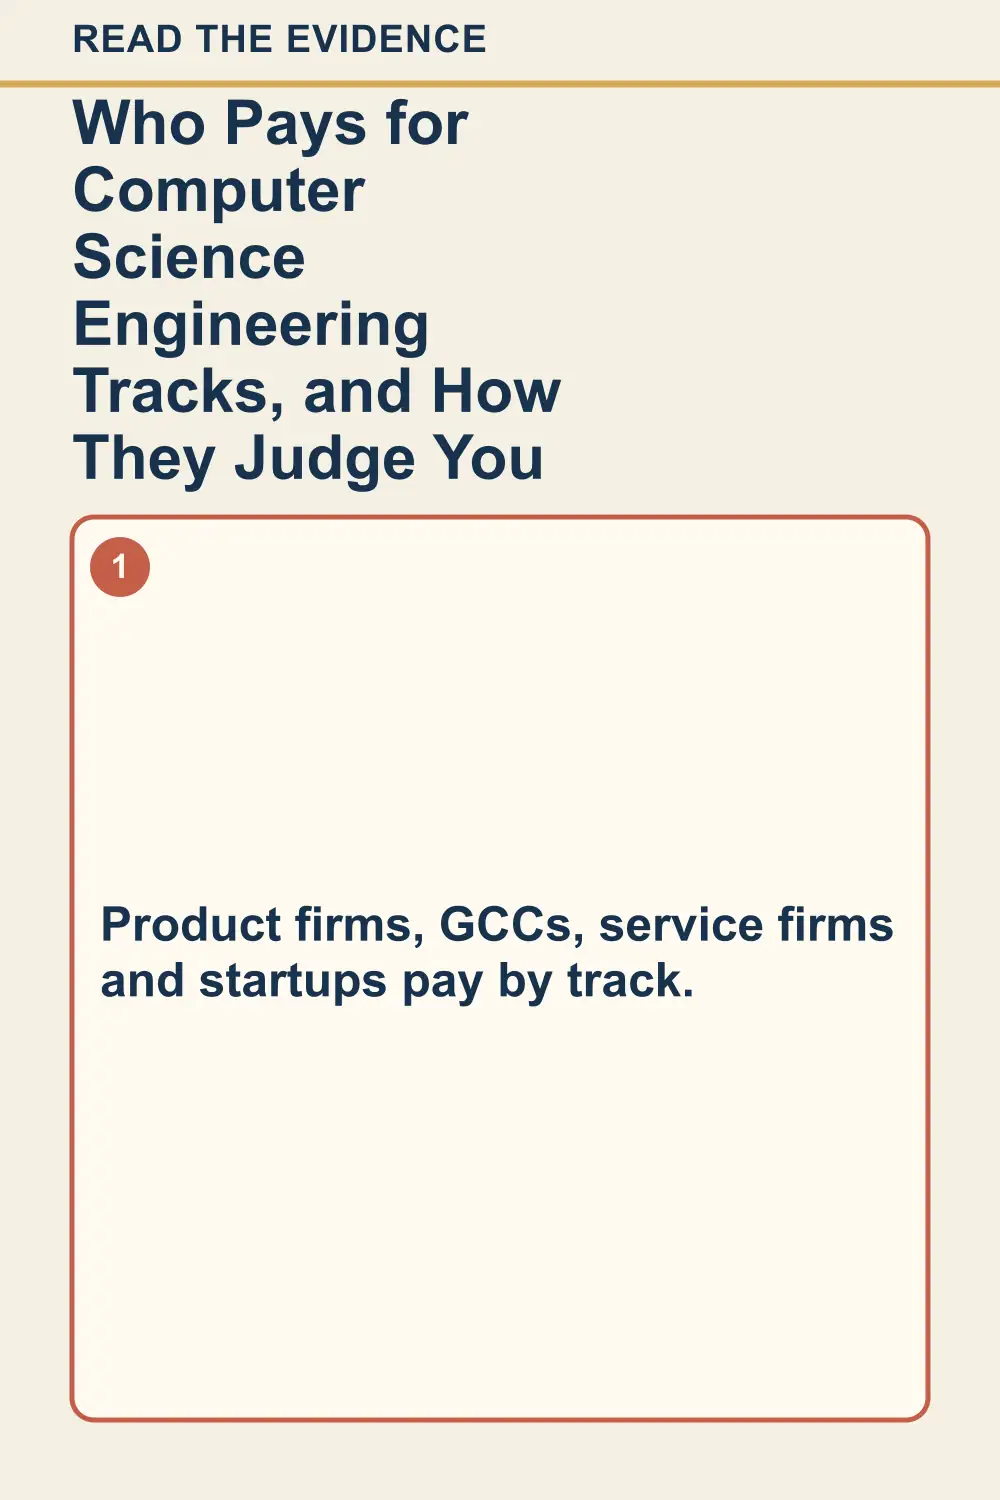 READ THE EVIDENCE
Who Pays for
Computer
Science
Engineering
Tracks, and How
They Judge You
1
Product firms, GCCs, service firms
and startups pay by track.